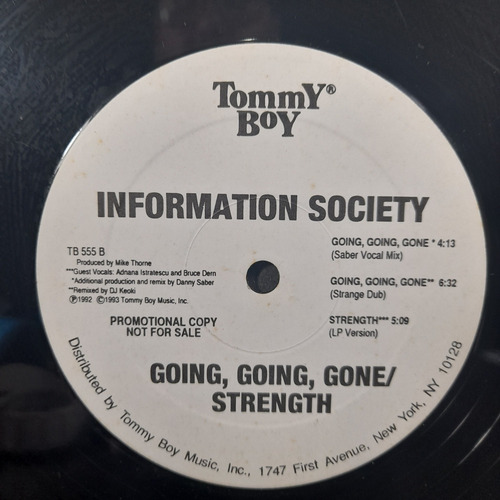 TommY® BoY
INFORMATION SOCIETY
TB 555 B
Produced by Mike Thorne
***Guest Vocals: Adriana Istratescu and Bruce Dern
*Additional production and remix by Danny Saber
**Remixed by DJ Keoki
Ⓟ1992 ©1993 Tommy Boy Music, Inc.
PROMOTIONAL COPY
NOT FOR SALE
GOING, GOING, GONE * 4:13
(Saber Vocal Mix)
GOING, GOING, GONE** 6:32
(Strange Dub)
STRENGTH*** 5:09
(LP Version)
GOING, GOING, GONE/
STRENGTH
Distributed by Tommy Boy Music, Inc., 1747 First Avenue, New York, NY 10128